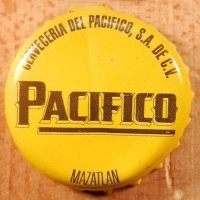 CERVECERIA DEL PACIFICO, S.A. DE C.V.
PACIFICO
MAZATLAN